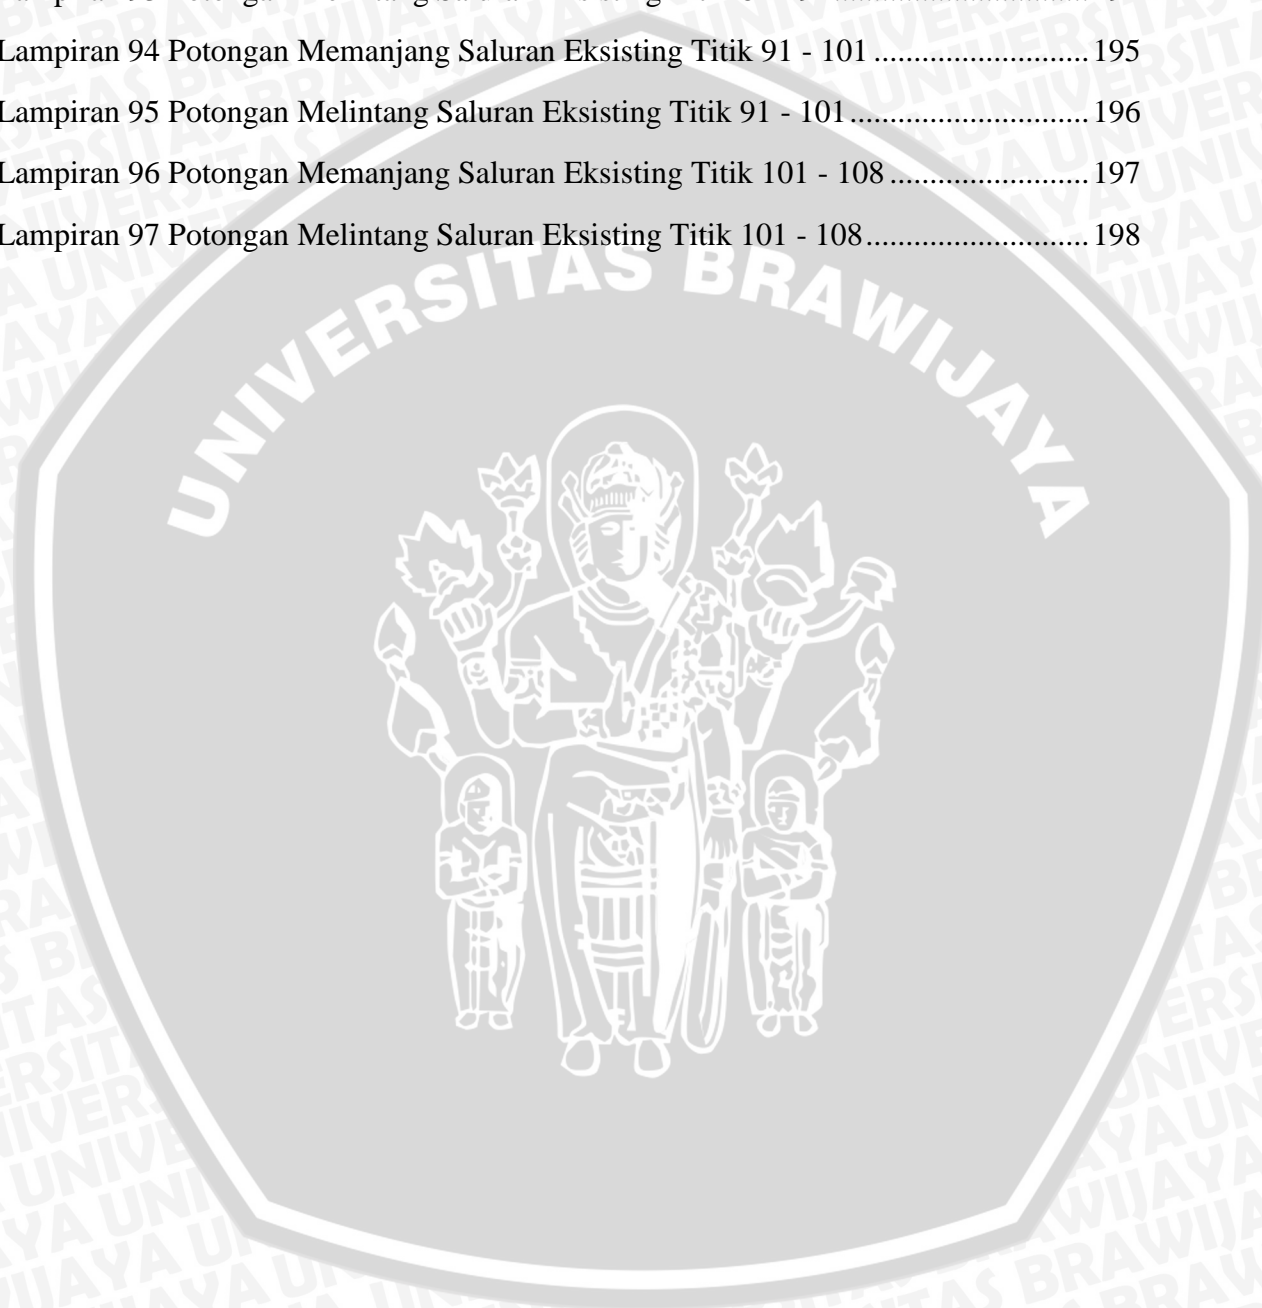 Lampiran 94 Potongan Memanjang Saluran Eksisting Titik 91 - 101 ........................... 195
Lampiran 95 Potongan Melintang Saluran Eksisting Titik 91 - 101 .............................. 196
Lampiran 96 Potongan Memanjang Saluran Eksisting Titik 101 - 108 ......................... 197
Lampiran 97 Potongan Melintang Saluran Eksisting Titik 101 - 108 ............................ 198
UNIVERSITAS BRAWIJAYA